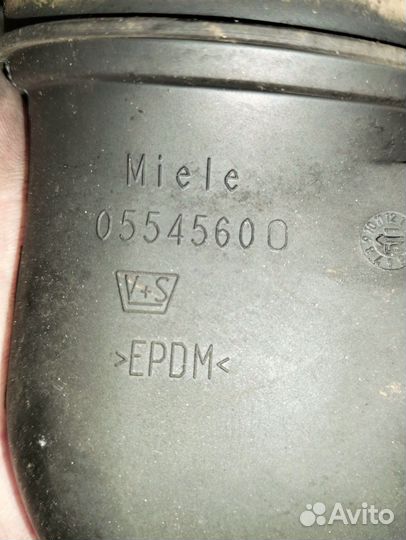 Miele
05545600
V+S
>EPDM<
Avito